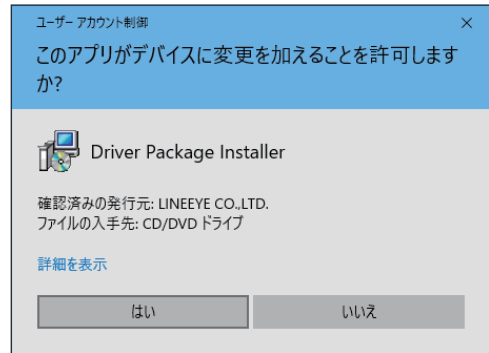 ユーザー アカウント制御
このアプリがデバイスに変更を加えることを許可します
か?
Driver Package Installer
確認済みの発行元: LINEEYE CO.,LTD.
ファイルの入手先: CD/DVD ドライブ
詳細を表示
はい
いいえ